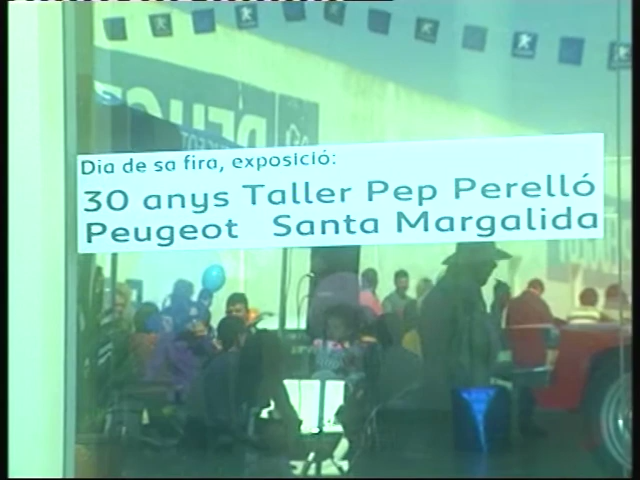 Dia de sa fira, exposició:
30 anys Taller Pep Perelló
Peugeot Santa Margalida